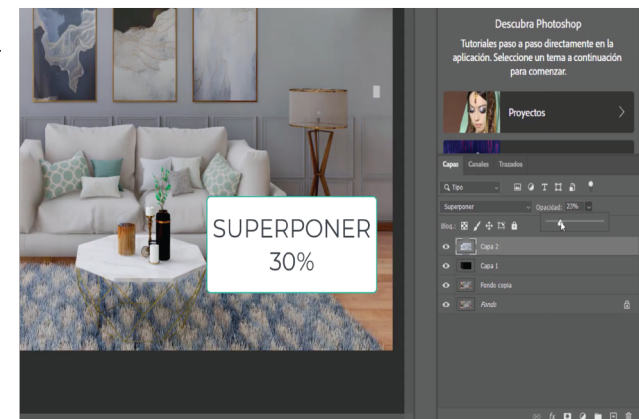 Descubra Photoshop
Tutoriales paso a paso directamente en la
aplicación. Seleccione un tema a continuación
para comenzar.
Proyectos
Capas Canales Trazados
Tipo
Superponer Opacidad: 23%
Bloq.:
Capa 2
Capa 1
Fondo copia
Fondo
SUPERPONER
30%